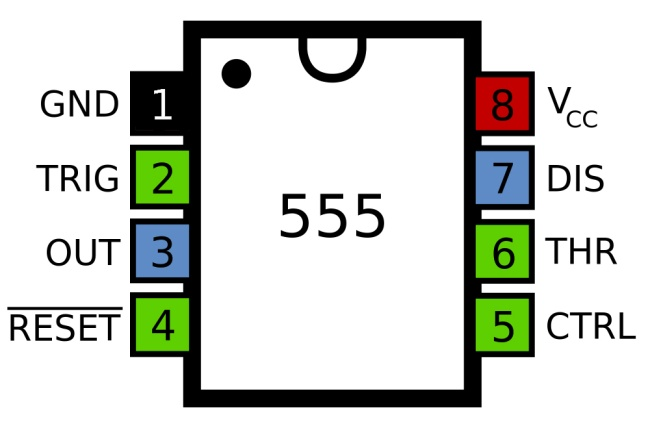 GND 1 8 VCC
TRIG 2 7 DIS
555
OUT 3 6 THR
RESET 4 5 CTRL